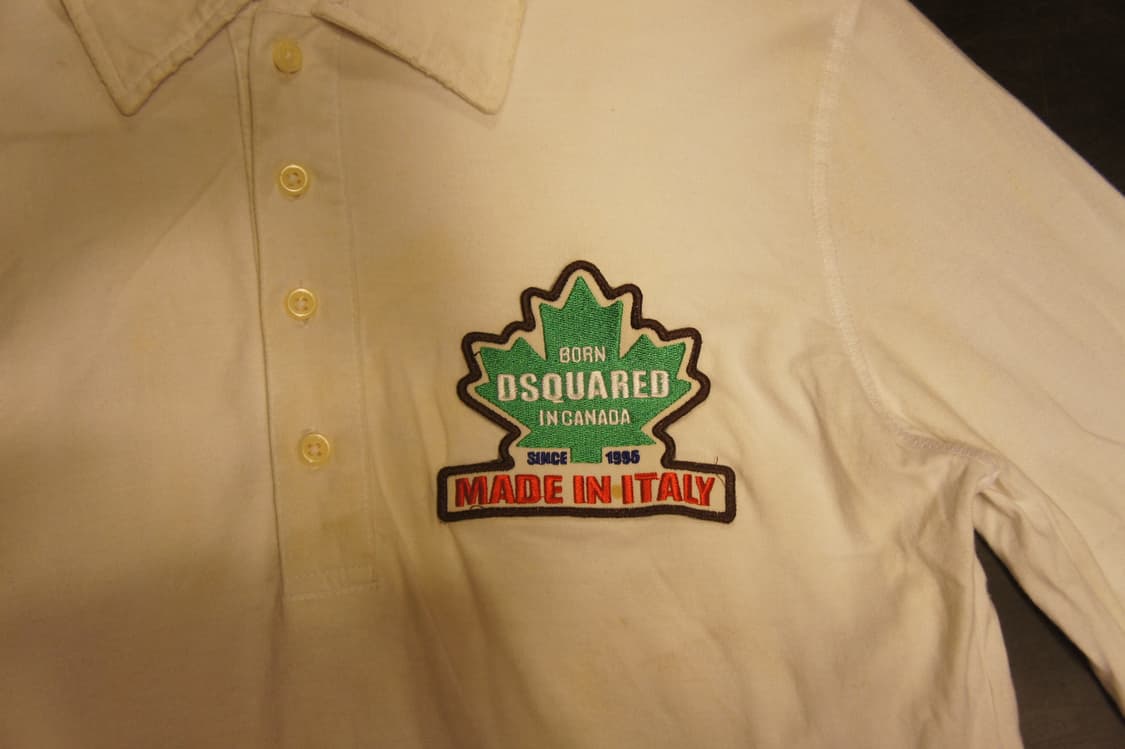 BORN
DSQUARED
IN CANADA
SINCE 1995
MADE IN ITALY